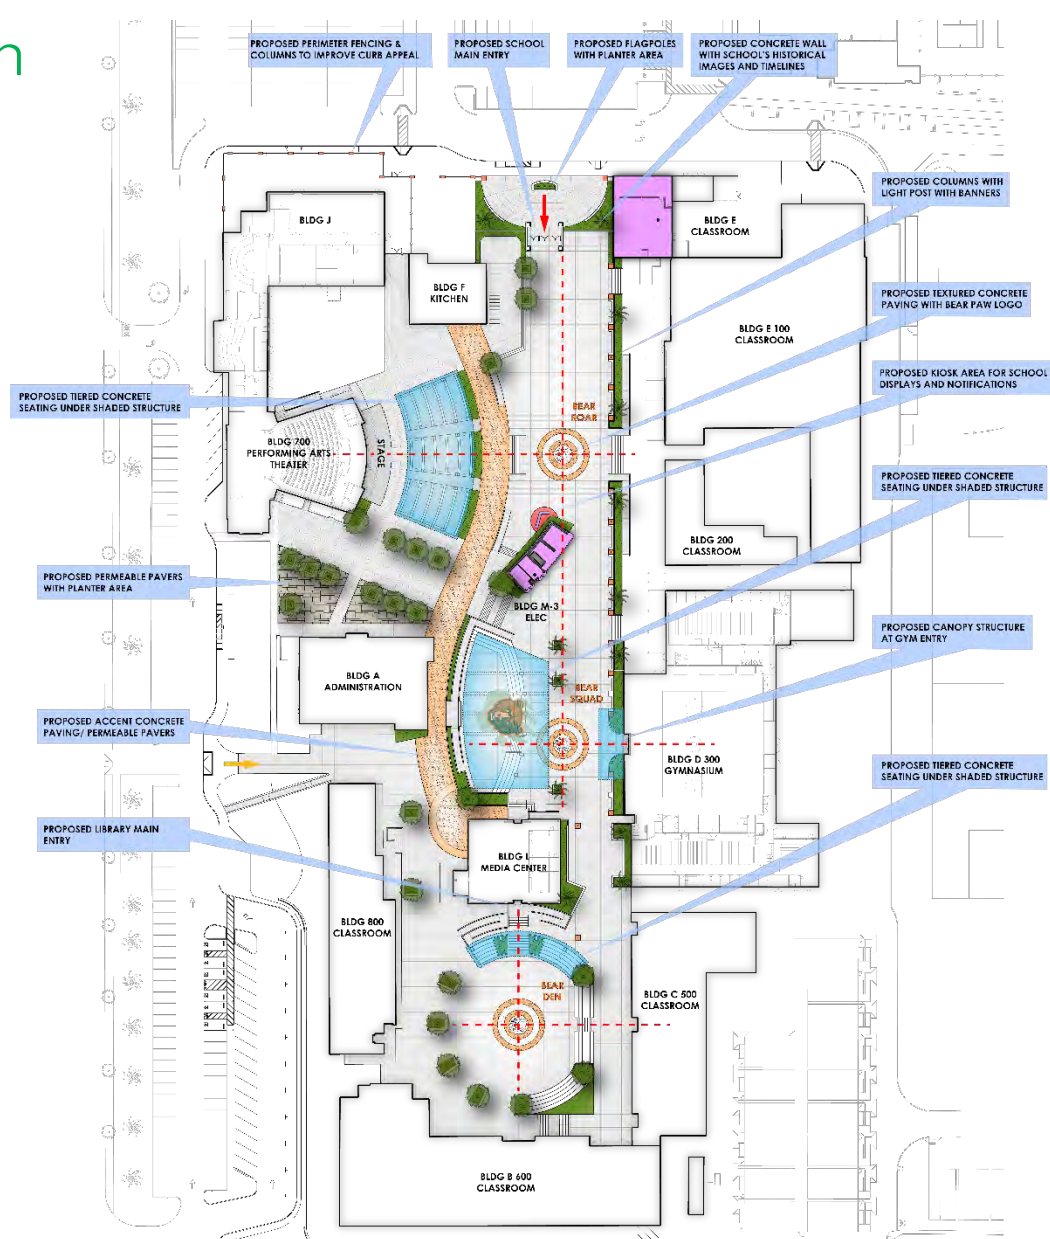 n
PROPOSED PERIMETER FENCING &
COLUMNS TO IMPROVE CURB APPEAL
PROPOSED SCHOOL
MAIN ENTRY
PROPOSED FLAGPOLES
WITH PLANTER AREA
PROPOSED CONCRETE WALL
WITH SCHOOL'S HISTORICAL
IMAGES AND TIMELINES
PROPOSED COLUMNS WITH
LIGHT POST WITH BANNERS
BLDG J
BLDG E
CLASSROOM
BLDG F
KITCHEN
PROPOSED TEXTURED CONCRETE
PAVING WITH BEAR PAW LOGO
BLDG E 100
CLASSROOM
PROPOSED KIOSK AREA FOR SCHOOL
DISPLAYS AND NOTIFICATIONS
PROPOSED TIERED CONCRETE
SEATING UNDER SHADED STRUCTURE
BEAR
ROAR
BLDG 700
PERFORMING ARTS
THEATER
STAGE
PROPOSED TIERED CONCRETE
SEATING UNDER SHADED STRUCTURE
BLDG 200
CLASSROOM
PROPOSED PERMEABLE PAVERS
WITH PLANTER AREA
BLDG M-3
ELEC
PROPOSED CANOPY STRUCTURE
AT GYM ENTRY
BLDG A
ADMINISTRATION
BEAR
SQUAD
PROPOSED ACCENT CONCRETE
PAVING/ PERMEABLE PAVERS
BLDG D 300
GYMNASIUM
PROPOSED TIERED CONCRETE
SEATING UNDER SHADED STRUCTURE
PROPOSED LIBRARY MAIN
ENTRY
BLDG L
MEDIA CENTER
BLDG 800
CLASSROOM
BEAR
DEN
BLDG C 500
CLASSROOM
BLDG B 600
CLASSROOM